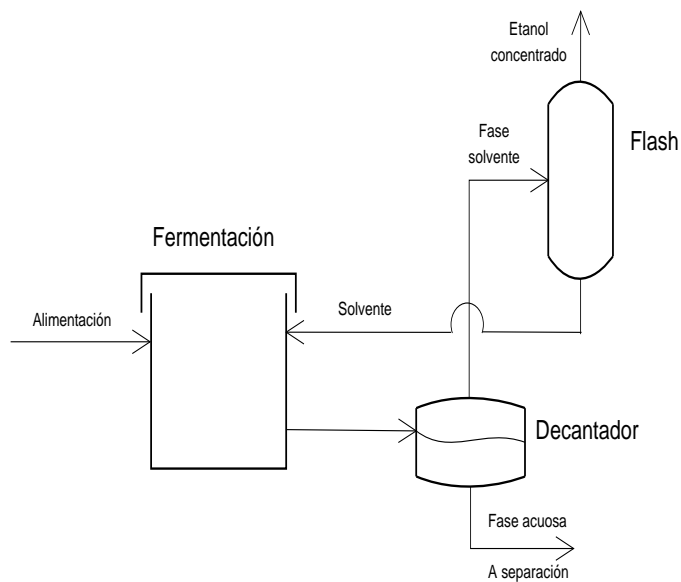 Etanol
concentrado
Fase
solvente
Flash
Fermentación
Alimentación
Solvente
Decantador
Fase acuosa
A separación